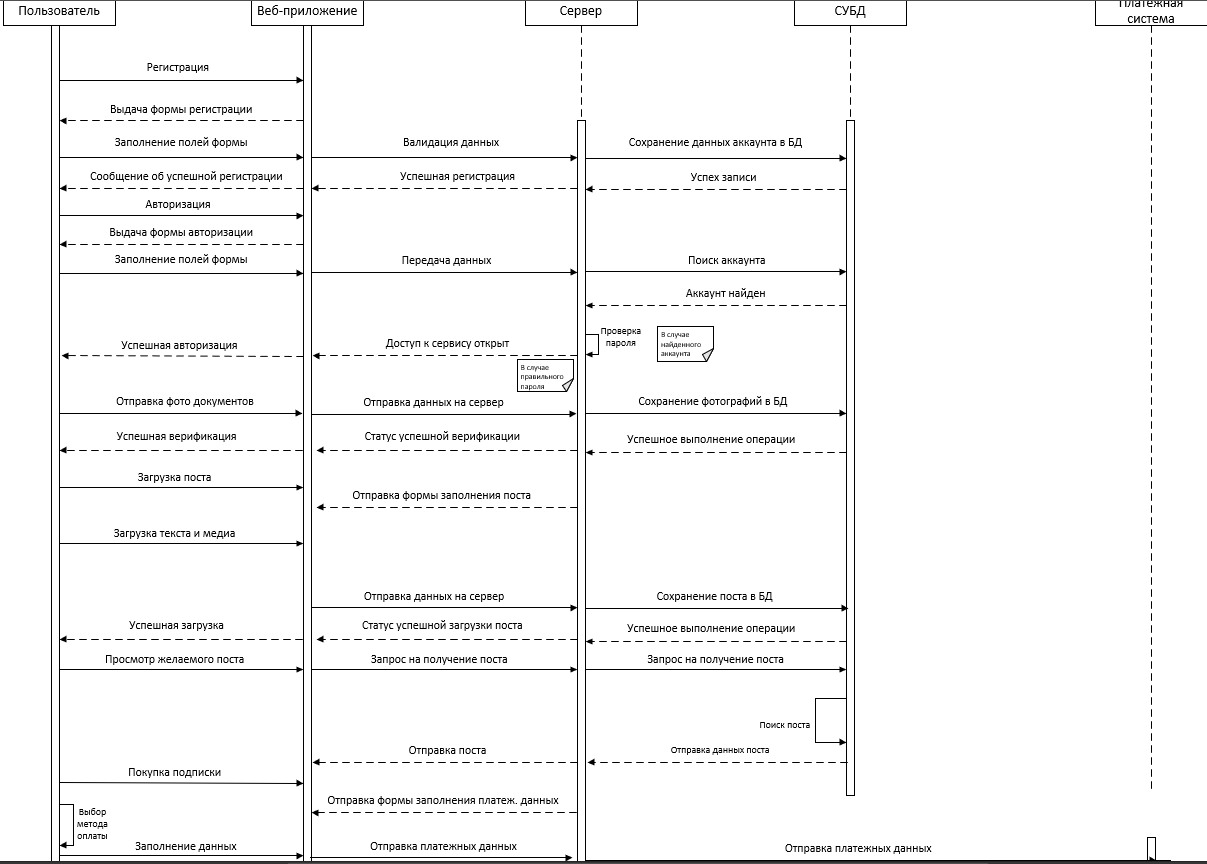 Пользователь
Веб-приложение
Сервер
СУБД
Платежная
система
Регистрация
Выдача формы регистрации
Заполнение полей формы
Валидация данных
Сохранение данных аккаунта в БД
Сообщение об успешной регистрации
Успешная регистрация
Успех записи
Авторизация
Выдача формы авторизации
Заполнение полей формы
Передача данных
Поиск аккаунта
Аккаунт найден
Проверка
пароля
В случае
найденного
аккаунта
Успешная авторизация
Доступ к сервису открыт
В случае
правильного
пароля
Отправка фото документов
Отправка данных на сервер
Сохранение фотографий в БД
Успешная верификация
Статус успешной верификации
Успешное выполнение операции
Загрузка поста
Отправка формы заполнения поста
Загрузка текста и медиа
Отправка данных на сервер
Сохранение поста в БД
Успешная загрузка
Статус успешной загрузки поста
Успешное выполнение операции
Просмотр желаемого поста
Запрос на получение поста
Запрос на получение поста
Поиск поста
Отправка поста
Отправка данных поста
Покупка подписки
Отправка формы заполнения платеж. данных
Выбор
метода
оплаты
Заполнение данных
Отправка платежных данных
Отправка платежных данных